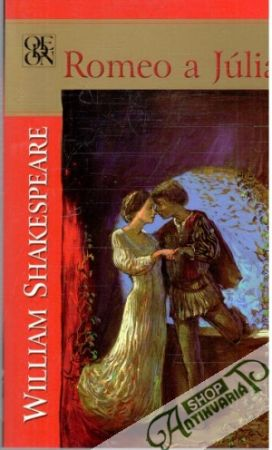 ODEON
Romeo a Júlia
WILLIAM SHAKESPEARE
SHOP
ANTIKVARIÁT